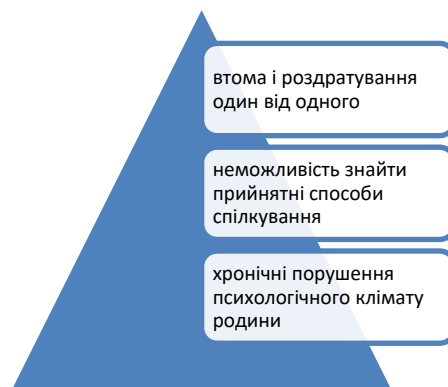 втома і роздратування
один від одного
неможливість знайти
прийнятні способи
спілкування
хронічні порушення
психологічного клімату
родини